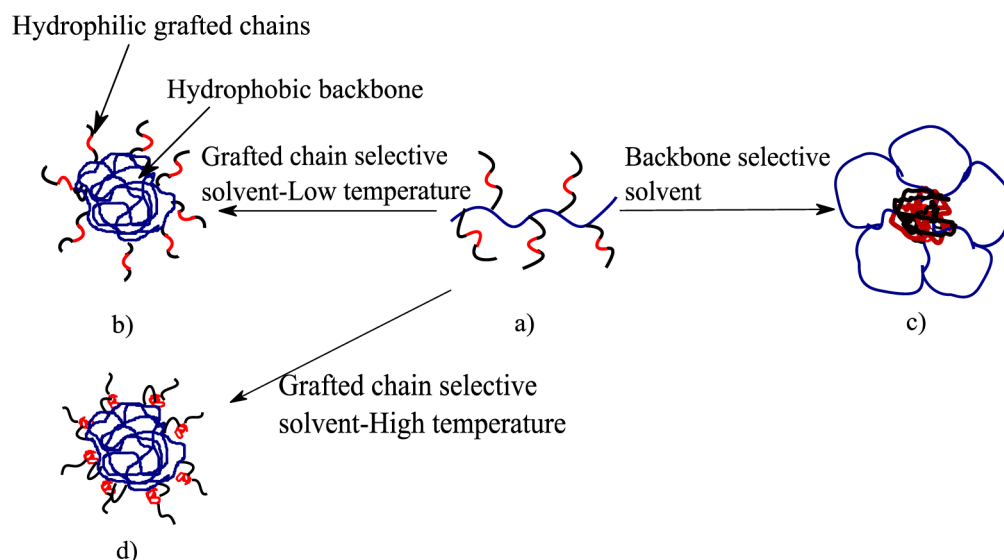 Hydrophilic grafted chains
Hydrophobic backbone
Grafted chain selective
solvent-Low temperature
Backbone selective
solvent
b)
a)
c)
Grafted chain selective
solvent-High temperature
d)